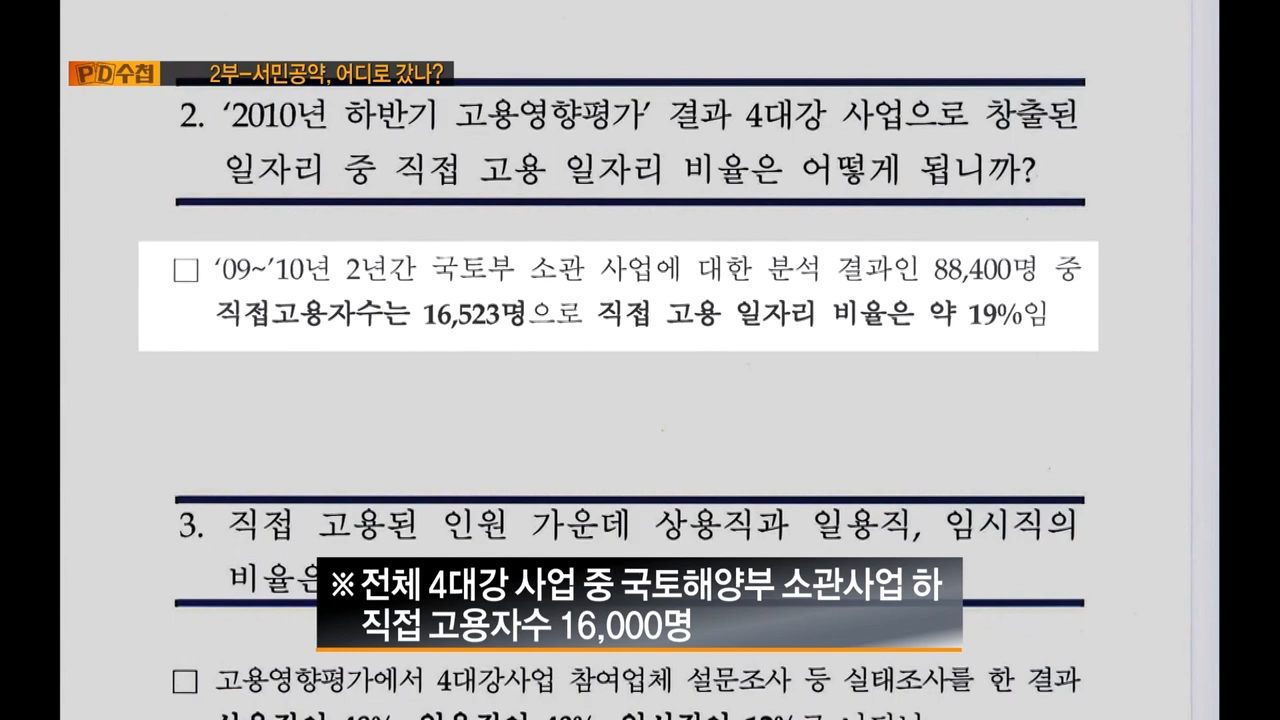 PD수첩 2부-서민공약, 어디로 갔나?
2. ‘2010년 하반기 고용영향평가’ 결과 4대강 사업으로 창출된
일자리 중 직접 고용 일자리 비율은 어떻게 됩니까?
□ ‘09~’10년 2년간 국토부 소관 사업에 대한 분석 결과인 88,400명 중
직접고용자수는 16,523명으로 직접 고용 일자리 비율은 약 19%임
3. 직접 고용된 인원 가운데 상용직과 일용직, 임시직의
비율은
※ 전체 4대강 사업 중 국토해양부 소관사업 하
직접 고용자수 16,000명
□ 고용영향평가에서 4대강사업 참여업체 설문조사 등 실태조사를 한 결과